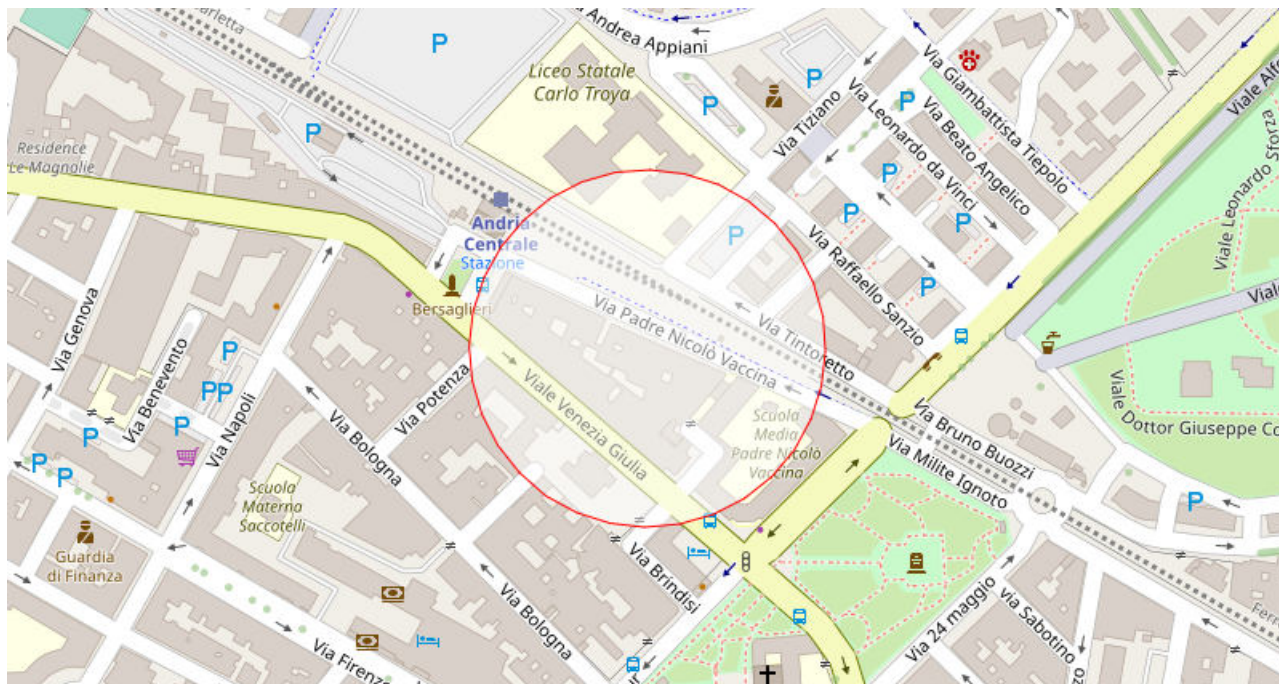 Via Andrea Appiani
Liceo Statale
Carlo Troya
Via Giambattista Tiepolo
Viale Leonardo Sforza
Via Tiziano
Via Leonardo da Vinci
Via Beato Angelico
Residence
Le Magnolie
Andria
Centrale
Stazione
Bersaglieri
Via Raffaello Sanzio
Via Tintoretto
Via Padre Nicolò Vaccina
Via Genova
Via Benevento
Via Napoli
Via Potenza
Via Bologna
Viale Venezia Giulia
Scuola
Media
Padre Nicolò
Vaccina
Via Bruno Buozzi
Via Milite Ignoto
Viale Dottor Giuseppe Co
Scuola
Materna
Saccotelli
Guardia
di Finanza
Via Brindisi
Via Bologna
Via Firenze
Via 24 maggio
Via Sabotino
P
P
P
P
P
P
P
P
P
P
P
PP
P
P
P
P
P